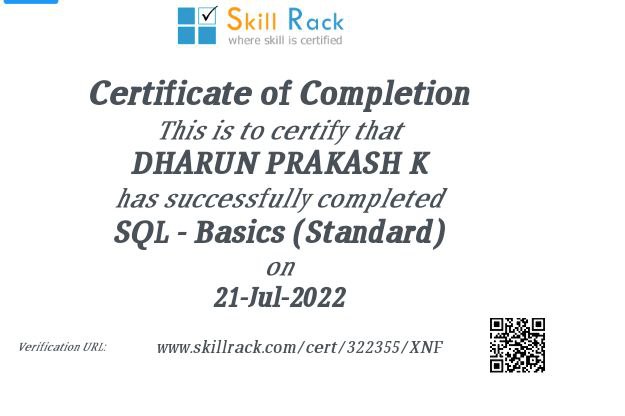 Skill Rack
where skill is certified
Certificate of Completion
This is to certify that
DHARUN PRAKASH K
has successfully completed
SQL - Basics (Standard)
on
21-Jul-2022
Verification URL: www.skillrack.com/cert/322355/XNF